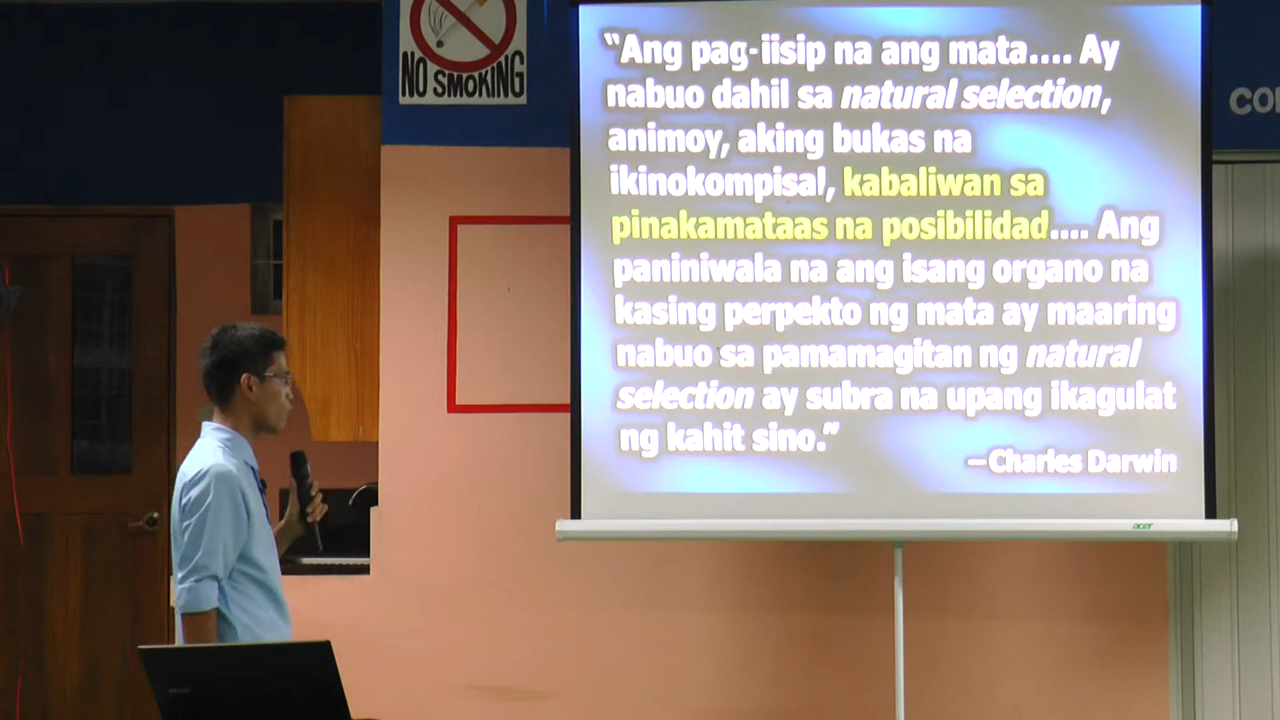 NO SMOKING
“Ang pag-iisip na ang mata.... Ay
nabuo dahil sa natural selection,
animoy, aking bukas na
ikinokompisal, kabaliwan sa
pinakamataas na posibilidad.... Ang
paniniwala na ang isang organo na
kasing perpekto ng mata ay maaring
nabuo sa pamamagitan ng natural
selection ay subra na upang ikagulat
ng kahit sino.”
—Charles Darwin
acer